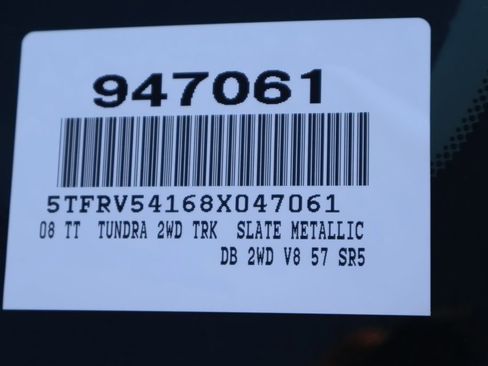 947061
5TFRV54168X047061
08 TT TUNDRA 2WD TRK SLATE METALLIC
DB 2WD V8 57 SR5